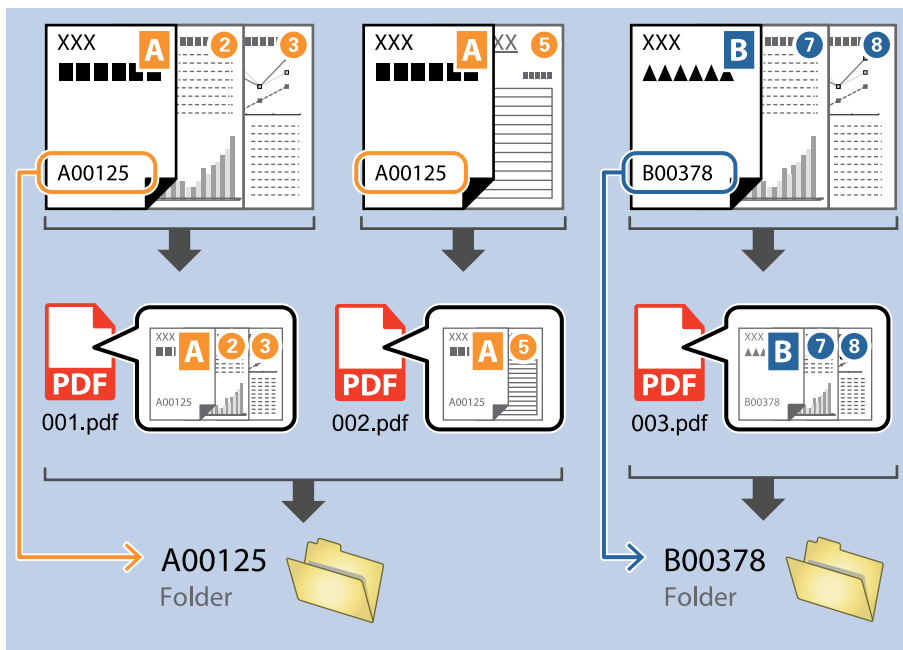 XXX A 2 3
A00125
XXX A XX 5
A00125
XXX B 7 8
B00378
PDF
001.pdf
XXX A 2 3
A00125
PDF
002.pdf
XXX A 5
A00125
PDF
003.pdf
XXX B 7 8
B00378
A00125
Folder
B00378
Folder